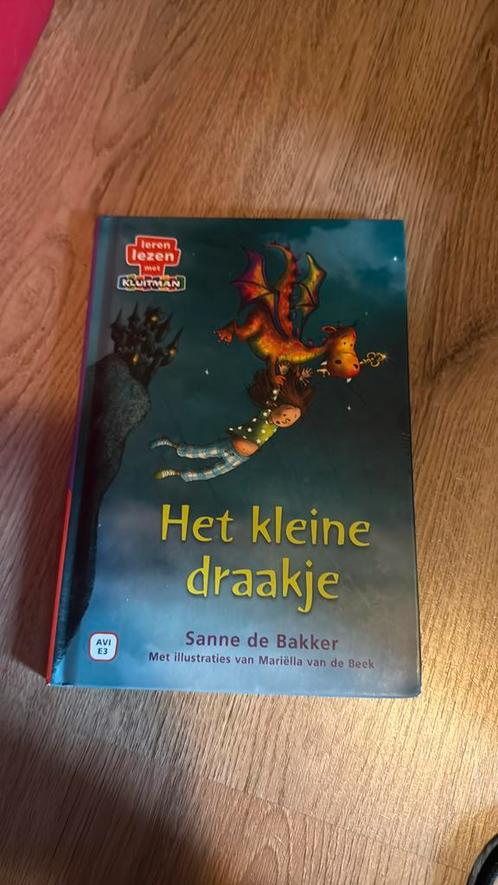 leren
lezen
met
KLUITMAN
Het kleine
draakje
Sanne de Bakker
Met illustraties van Mariëlla van de Beek
AVI
E3